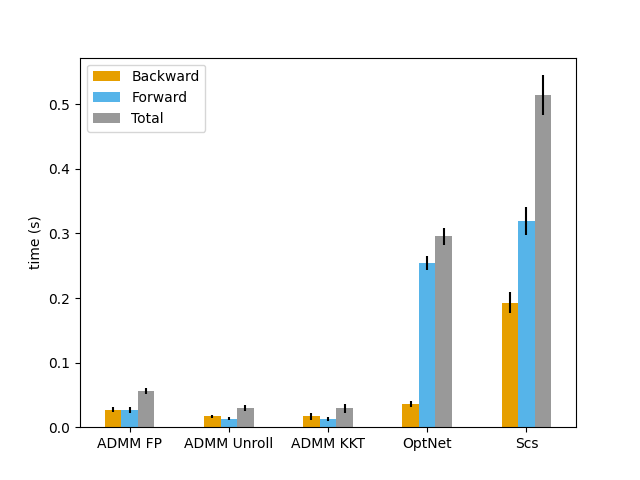 Backward
Forward
Total
time (s)
0.5
0.4
0.3
0.2
0.1
0.0
ADMM FP
ADMM Unroll
ADMM KKT
OptNet
Scs